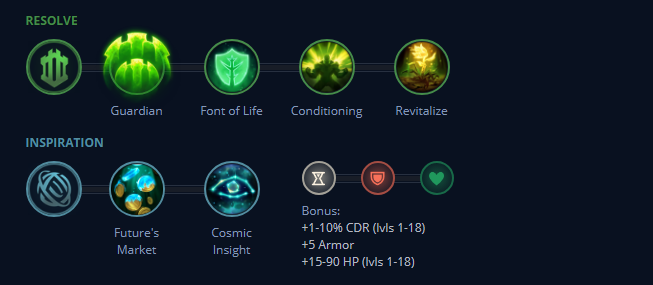 RESOLVE
Guardian
Font of Life
Conditioning
Revitalize
INSPIRATION
Future's
Market
Cosmic
Insight
Bonus:
+1-10% CDR (lvls 1-18)
+5 Armor
+15-90 HP (lvls 1-18)